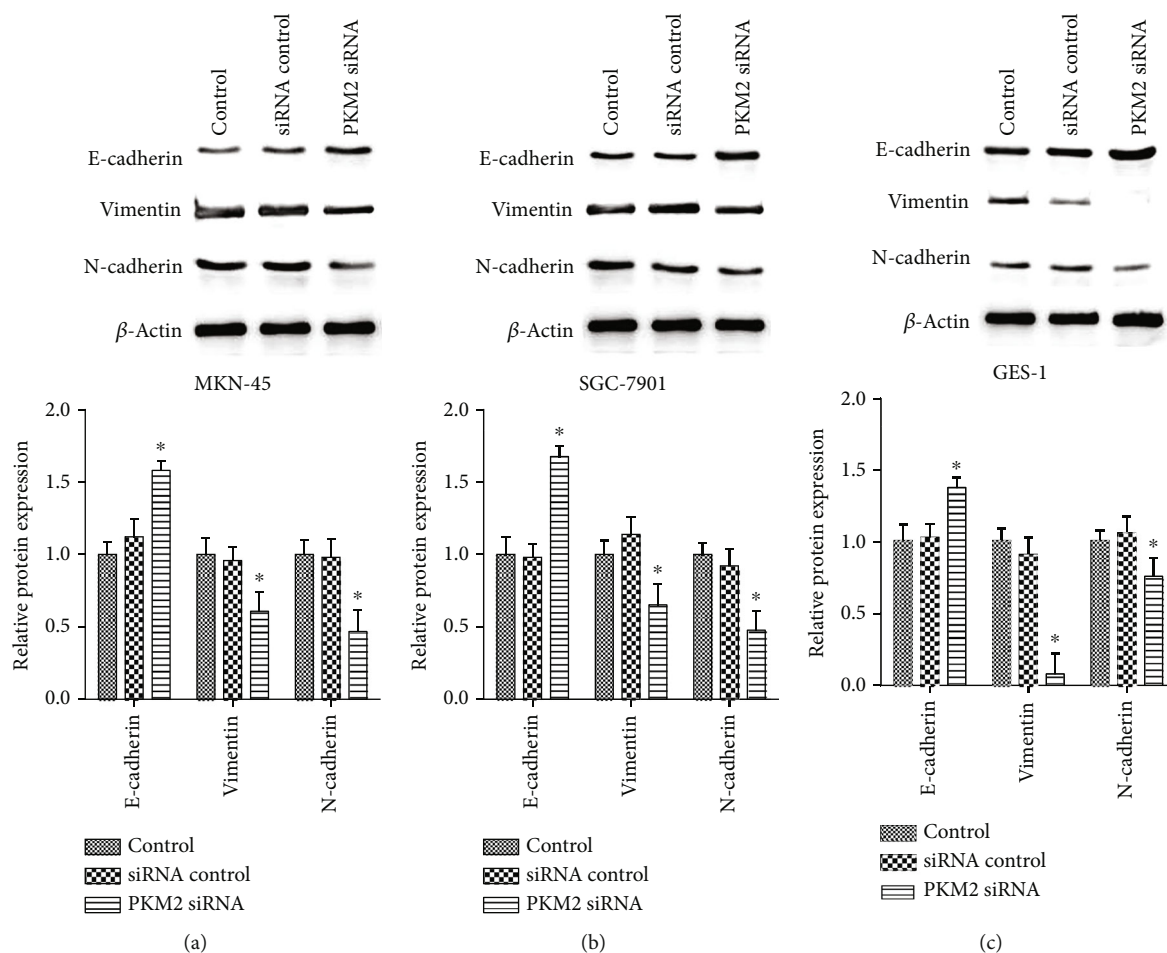 Control
siRNA control
PKM2 siRNA
E-cadherin
Vimentin
N-cadherin
β-Actin
MKN-45
Relative protein expression
2.0
1.5
1.0
0.5
0.0
*
*
*
E-cadherin
Vimentin
N-cadherin
Control
siRNA control
PKM2 siRNA
(a)
Control
siRNA control
PKM2 siRNA
E-cadherin
Vimentin
N-cadherin
β-Actin
SGC-7901
Relative protein expression
2.0
1.5
1.0
0.5
0.0
*
*
*
E-cadherin
Vimentin
N-cadherin
Control
siRNA control
PKM2 siRNA
(b)
Control
siRNA control
PKM2 siRNA
E-cadherin
Vimentin
N-cadherin
β-Actin
GES-1
Relative protein expression
2.0
1.5
1.0
0.5
0.0
*
*
*
E-cadherin
Vimentin
N-cadherin
Control
siRNA control
PKM2 siRNA
(c)